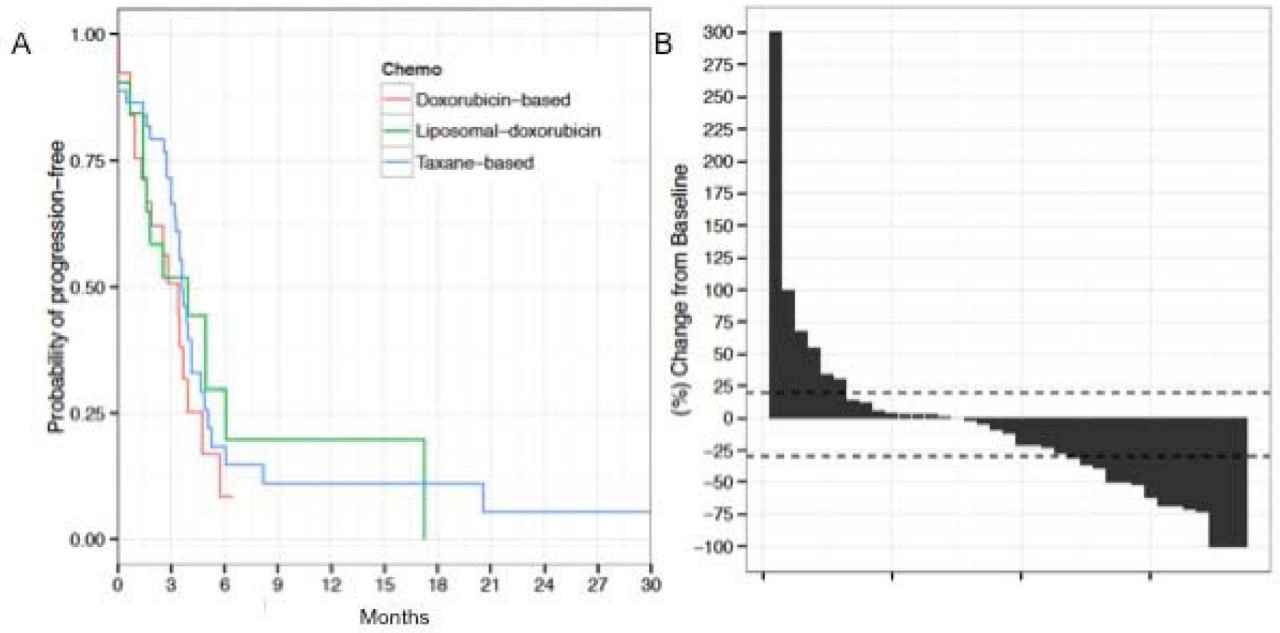 A
Probability of progression-free
1.00
0.75
0.50
0.25
0.00
Chemo
Doxorubicin-based
Liposomal-doxorubicin
Taxane-based
0 3 6 9 12 15 18 21 24 27 30
Months
B
(%) Change from Baseline
300
275
250
225
200
175
150
125
100
75
50
25
0
-25
-50
-75
-100